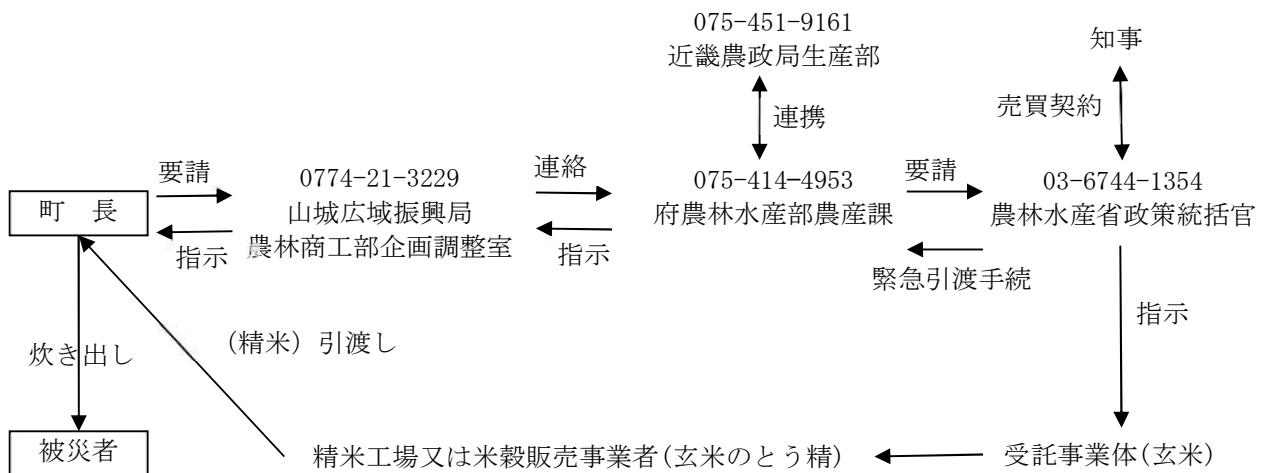 075-451-9161
近畿農政局生産部
知事
連携
売買契約
要請
0774-21-3229
山城広域振興局
農林商工部企画調整室
連絡
075-414-4953
府農林水産部農産課
要請
03-6744-1354
農林水産省政策統括官
町　長
指示
指示
緊急引渡手続
指示
(精米）引渡し
炊き出し
被災者
精米工場又は米穀販売事業者(玄米のとう精)
受託事業体(玄米)